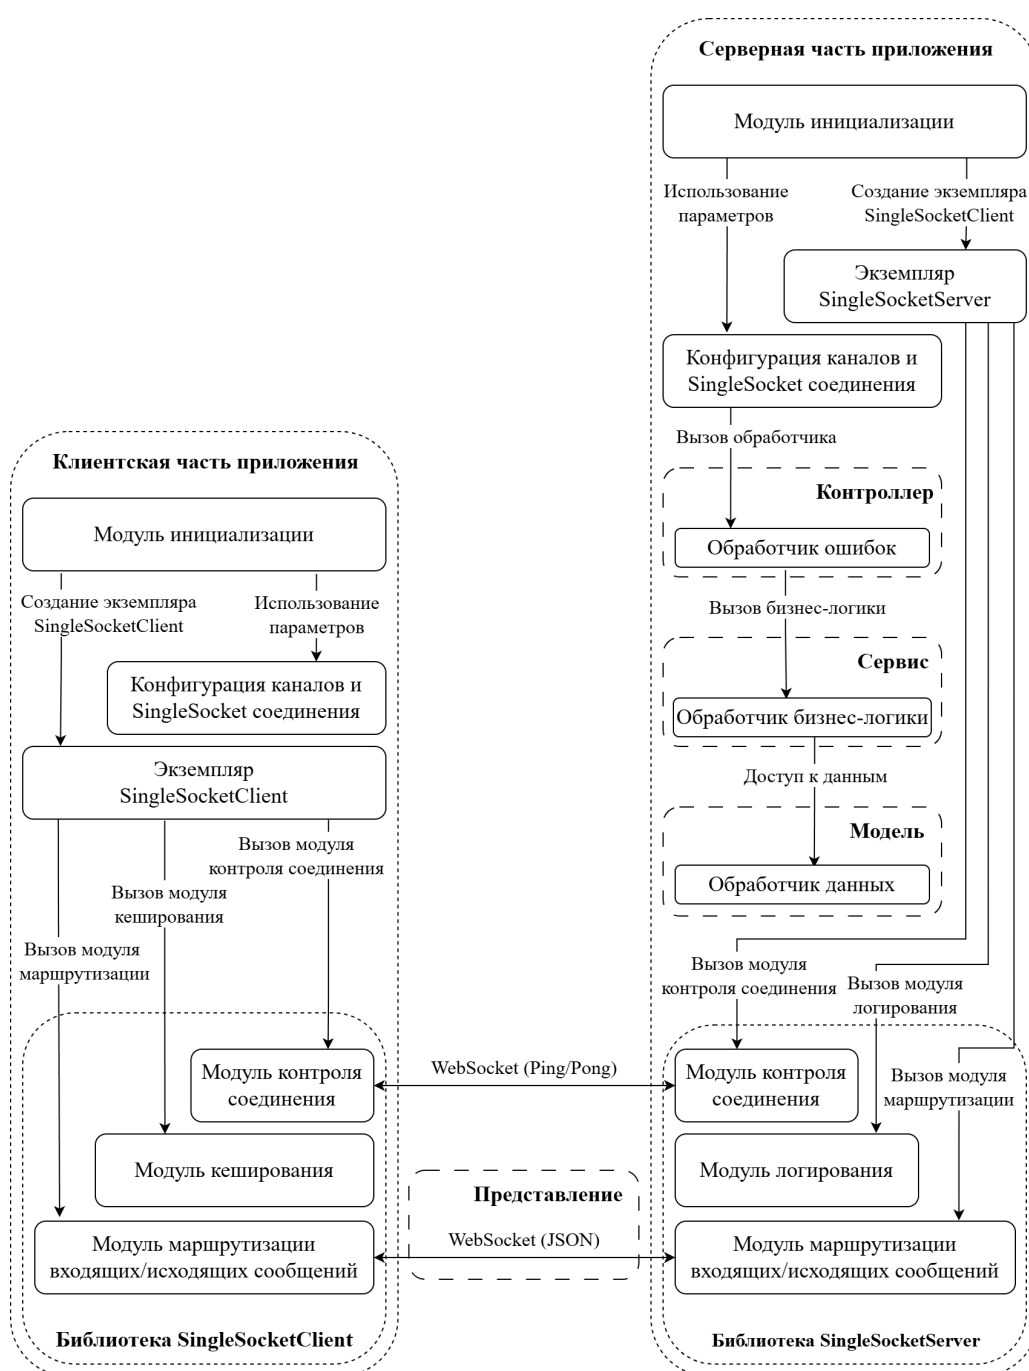 Серверная часть приложения
Модуль инициализации
Использование
параметров
Создание экземпляра
SingleSocketClient
Экземпляр
SingleSocketServer
Конфигурация каналов и
SingleSocket соединения
Вызов обработчика
Контроллер
Обработчик ошибок
Вызов бизнес-логики
Сервис
Обработчик бизнес-логики
Доступ к данным
Модель
Обработчик данных
Вызов модуля
контроля соединения
Вызов модуля
логирования
Вызов модуля
маршрутизации
Клиентская часть приложения
Модуль инициализации
Создание экземпляра
SingleSocketClient
Использование
параметров
Конфигурация каналов и
SingleSocket соединения
Экземпляр
SingleSocketClient
Вызов модуля
контроля соединения
Вызов модуля
кеширования
Вызов модуля
маршрутизации
Модуль контроля
соединения
WebSocket (Ping/Pong)
Модуль контроля
соединения
Модуль кеширования
Модуль логирования
Представление
Модуль маршрутизации
входящих/исходящих сообщений
WebSocket (JSON)
Модуль маршрутизации
входящих/исходящих сообщений
Библиотека SingleSocketClient
Библиотека SingleSocketServer